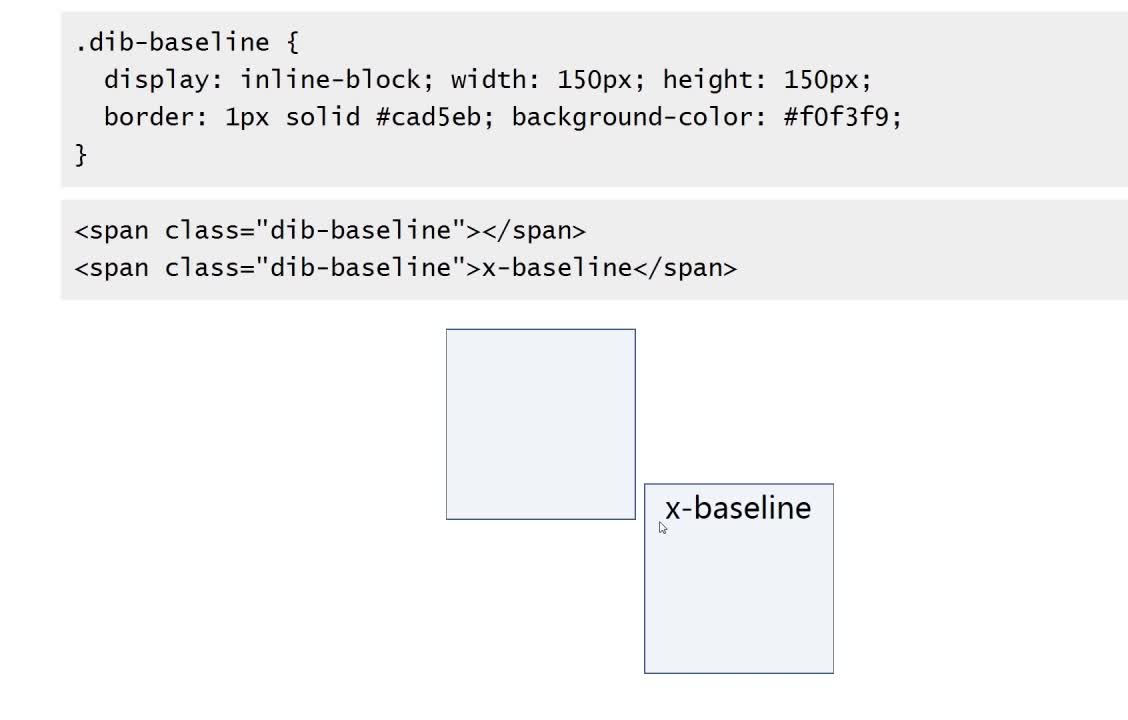 .dib-baseline {
  display: inline-block; width: 150px; height: 150px;
  border: 1px solid #cad5eb; background-color: #f0f3f9;
}
<span class="dib-baseline"></span>
<span class="dib-baseline">x-baseline</span>
x-baseline